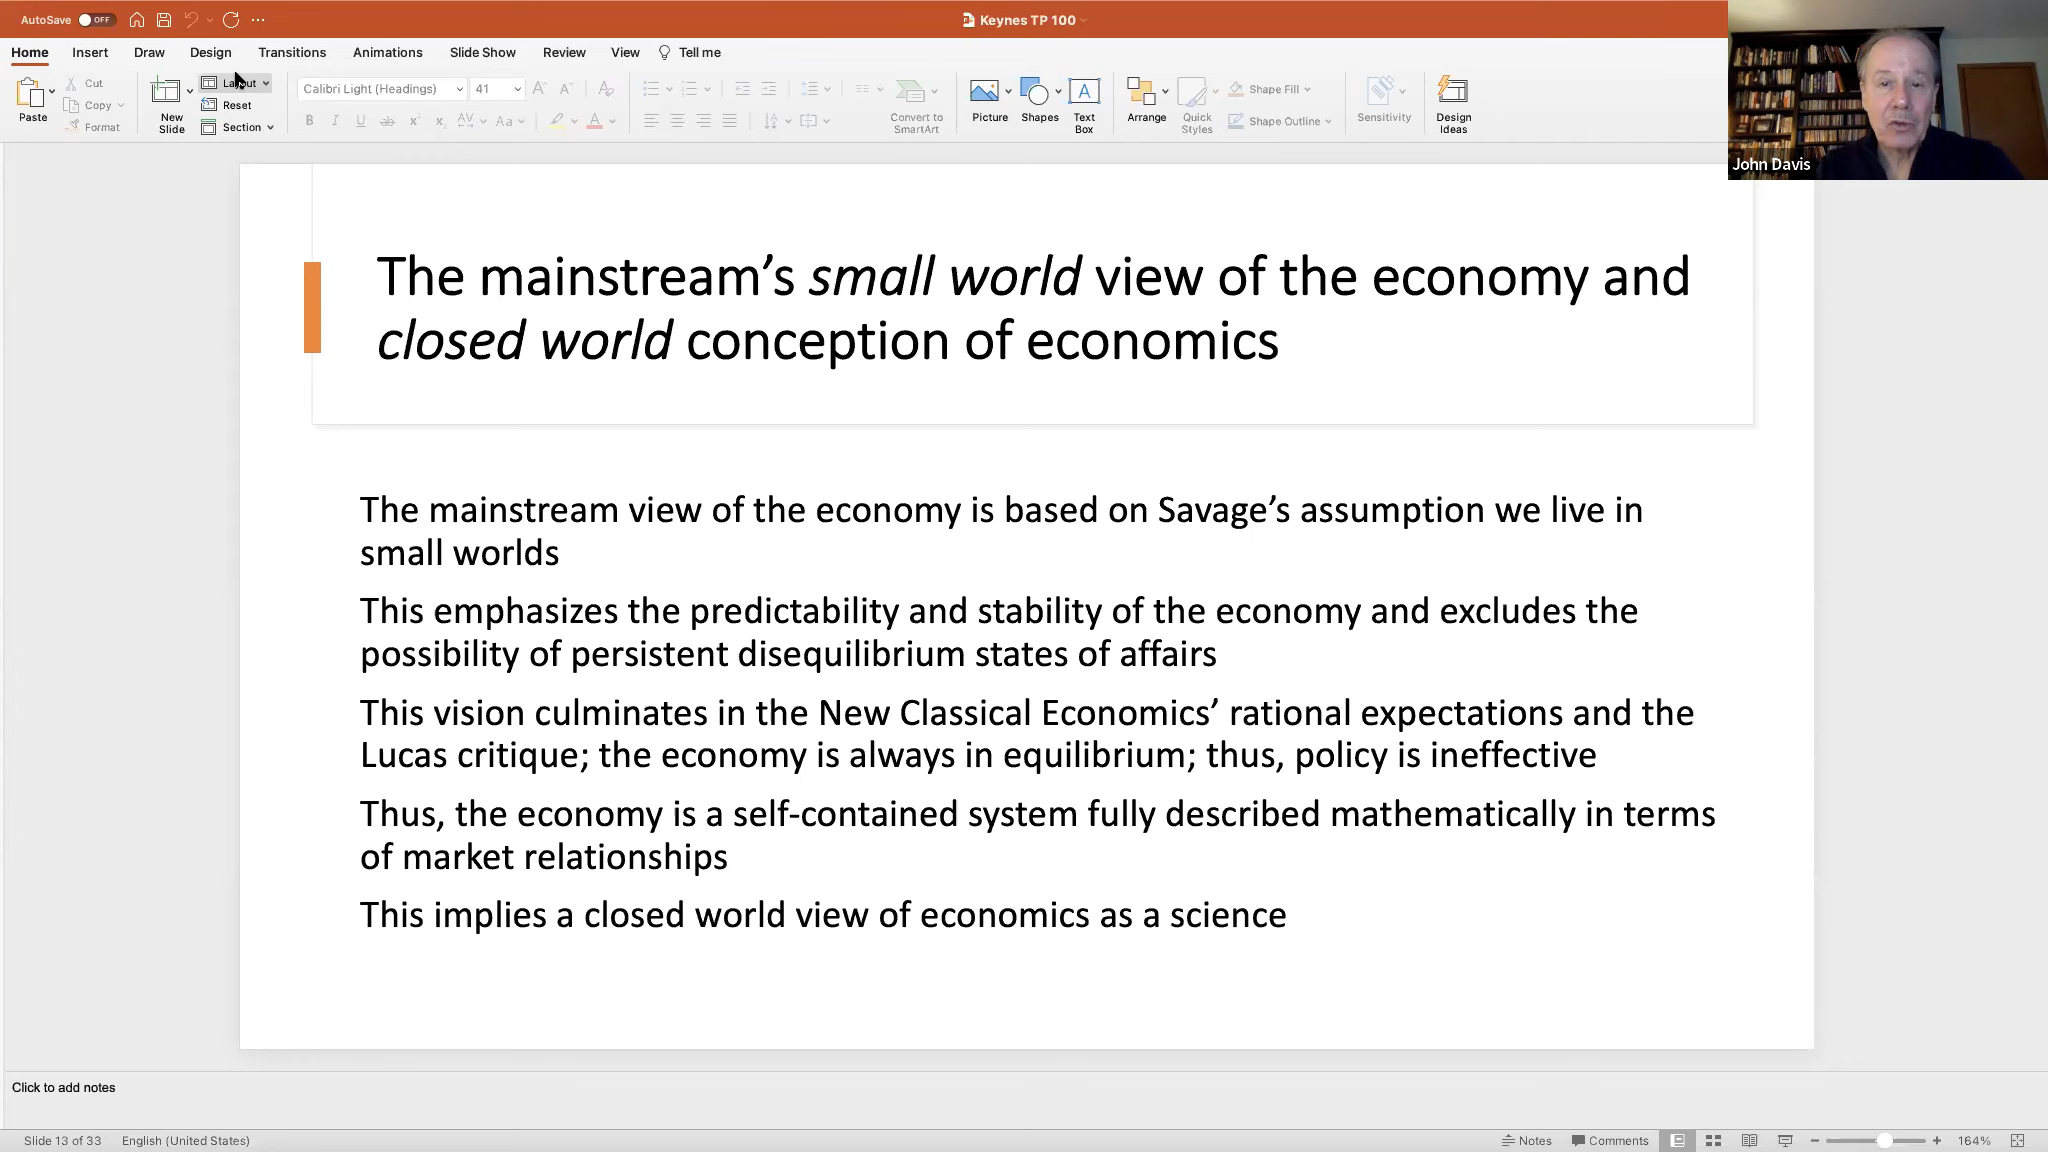 AutoSave OFF
Keynes TP 100
Home Insert Draw Design Transitions Animations Slide Show Review View Tell me
Paste
Cut
Copy
Format
New
Slide
Layout
Reset
Section
Calibri Light (Headings) 41
Convert to
SmartArt
Picture
Shapes
Text
Box
Arrange
Quick
Styles
Shape Fill
Shape Outline
Sensitivity
Design
Ideas
John Davis
The mainstream’s small world view of the economy and
closed world conception of economics
The mainstream view of the economy is based on Savage’s assumption we live in
small worlds
This emphasizes the predictability and stability of the economy and excludes the
possibility of persistent disequilibrium states of affairs
This vision culminates in the New Classical Economics’ rational expectations and the
Lucas critique; the economy is always in equilibrium; thus, policy is ineffective
Thus, the economy is a self-contained system fully described mathematically in terms
of market relationships
This implies a closed world view of economics as a science
Click to add notes
Slide 13 of 33 English (United States) Notes Comments 164%